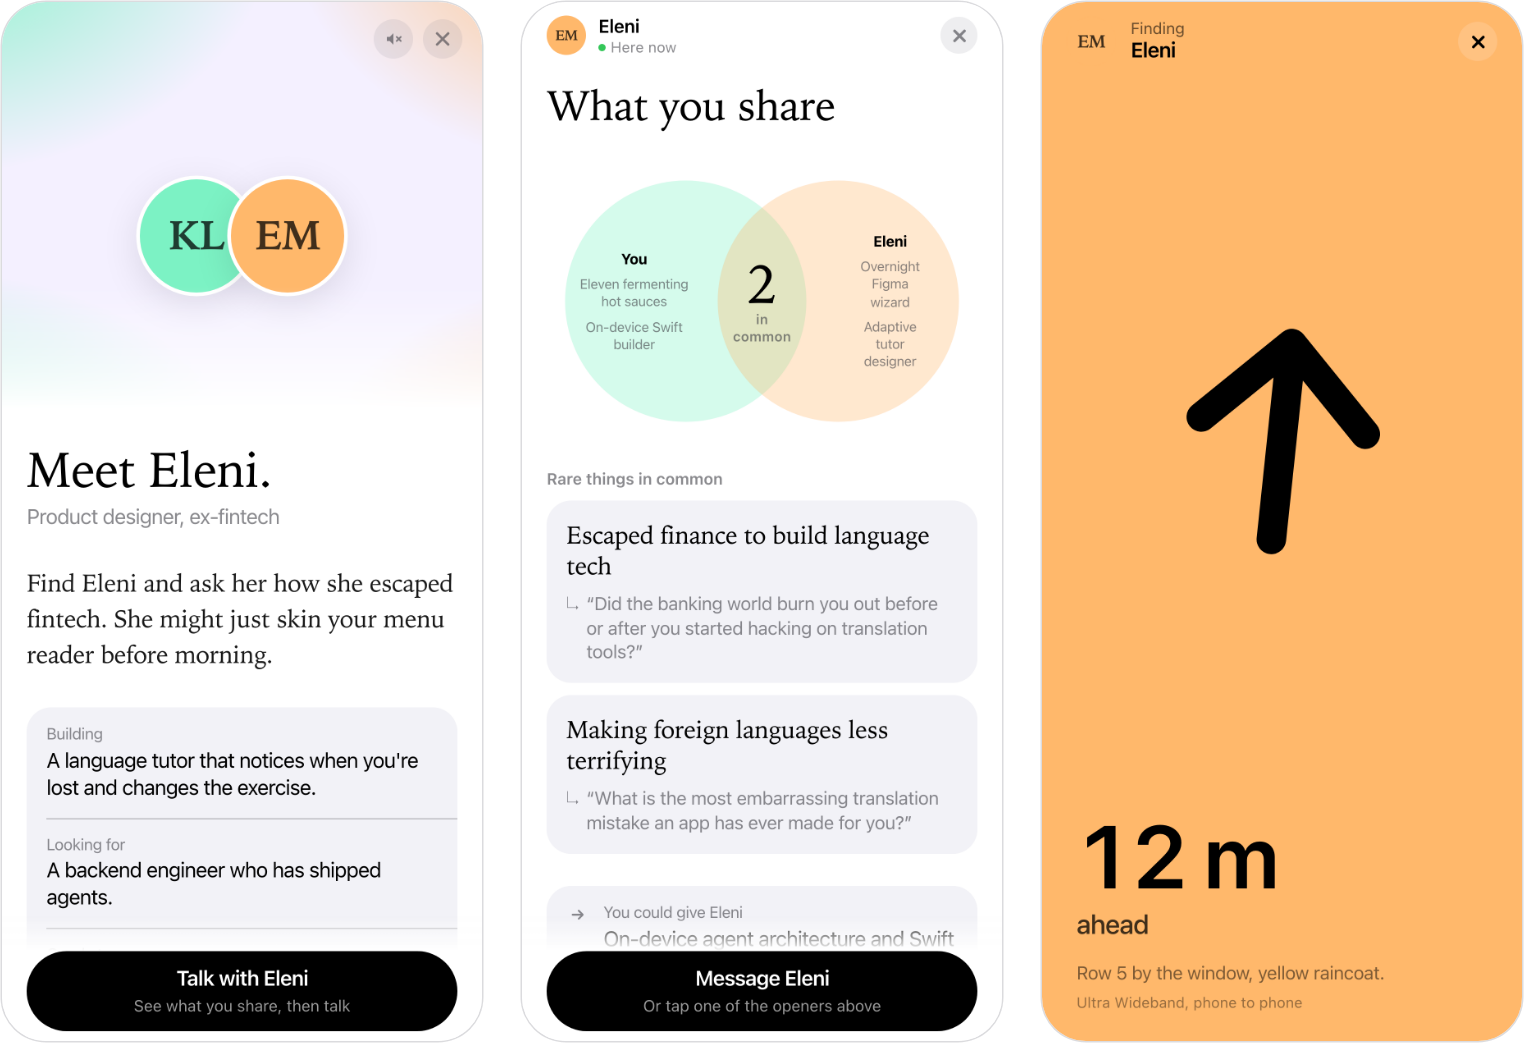 KL
EM
Meet Eleni.
Product designer, ex-fintech
Find Eleni and ask her how she escaped
fintech. She might just skin your menu
reader before morning.
Building
A language tutor that notices when you're
lost and changes the exercise.
Looking for
A backend engineer who has shipped
agents.
Talk with Eleni
See what you share, then talk
EM
Eleni
Here now
What you share
You
Eleven fermenting
hot sauces
On-device Swift
builder
2
in
common
Eleni
Overnight
Figma
wizard
Adaptive
tutor
designer
Rare things in common
Escaped finance to build language
tech
“Did the banking world burn you out before
or after you started hacking on translation
tools?”
Making foreign languages less
terrifying
“What is the most embarrassing translation
mistake an app has ever made for you?”
You could give Eleni
On-device agent architecture and Swift
Message Eleni
Or tap one of the openers above
EM
Finding
Eleni
12 m
ahead
Row 5 by the window, yellow raincoat.
Ultra Wideband, phone to phone